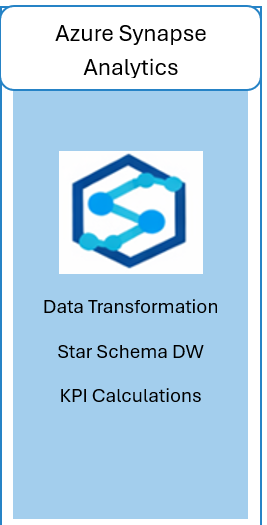 Azure Synapse
Analytics
Data Transformation
Star Schema DW
KPI Calculations